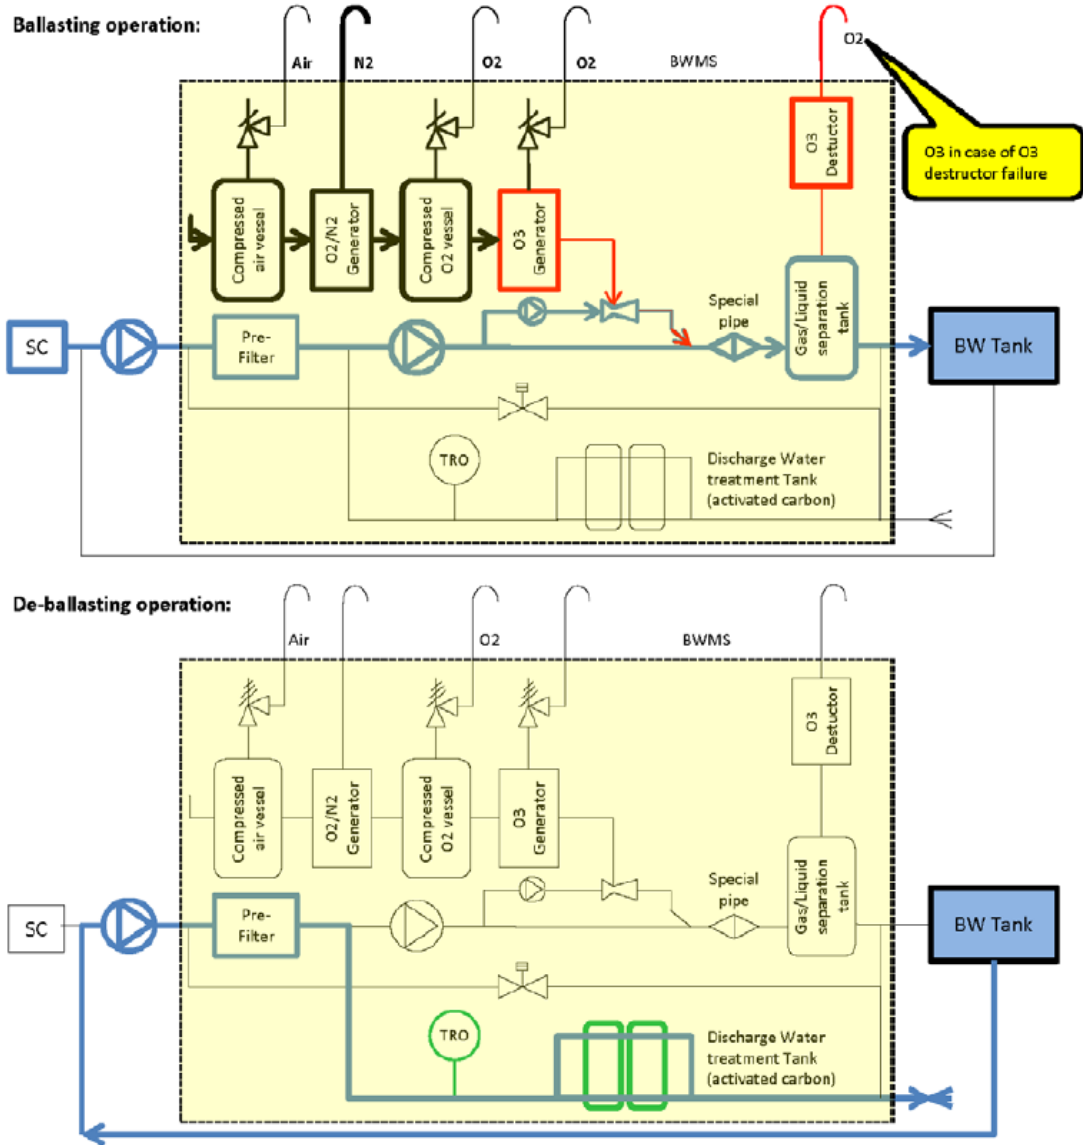 Ballasting operation:
Air
N2
O2
O2
BWMS
O2
O3 in case of O3
destructor failure
Compressed
air vessel
O2/N2
Generator
Compressed
O2 vessel
O3
Generator
O3
Destuctor
SC
Pre-
Filter
Special
pipe
Gas/Liquid
separation
tank
BW Tank
TRO
Discharge Water
treatment Tank
(activated carbon)
De-ballasting operation:
Air
O2
BWMS
Compressed
air vessel
O2/N2
Generator
Compressed
O2 vessel
O3
Generator
O3
Destuctor
SC
Pre-
Filter
Special
pipe
Gas/Liquid
separation
tank
BW Tank
TRO
Discharge Water
treatment Tank
(activated carbon)